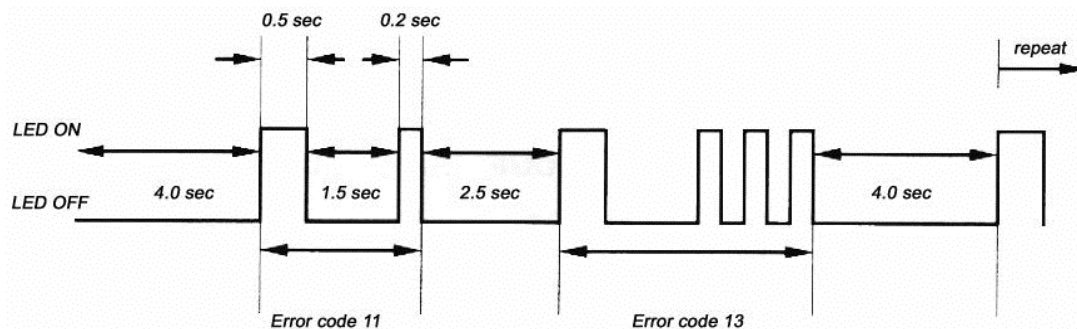 0.5 sec
0.2 sec
repeat
LED ON
4.0 sec
1.5 sec
2.5 sec
4.0 sec
LED OFF
Error code 11
Error code 13